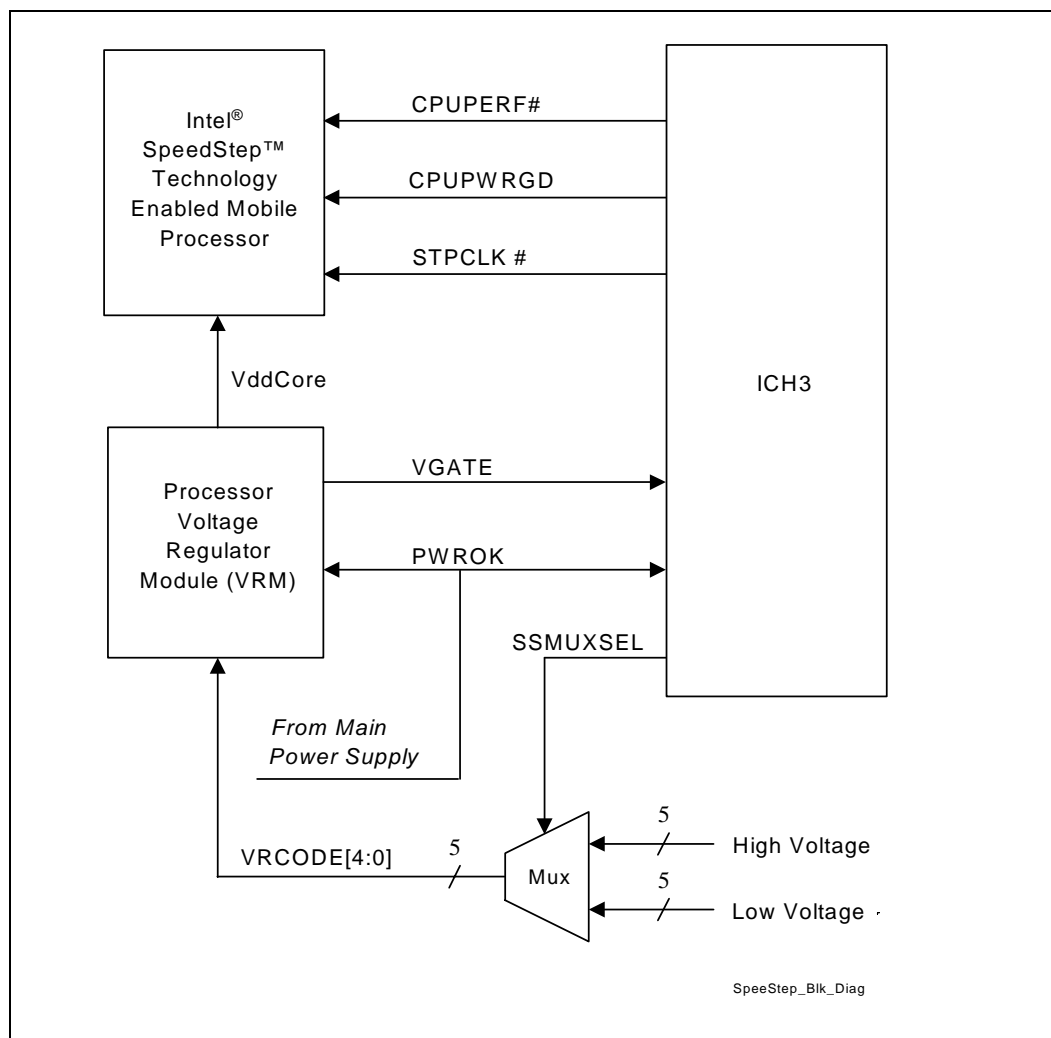 Intel®
SpeedStep™
Technology
Enabled Mobile
Processor
CPUPERF#
CPUPWRGD
STPCLK #
ICH3
VddCore
Processor
Voltage
Regulator
Module (VRM)
VGATE
PWROK
SSMUXSEL
From Main
Power Supply
VRCODE[4:0]
5
Mux
5
High Voltage
5
Low Voltage
SpeeStep_Blk_Diag